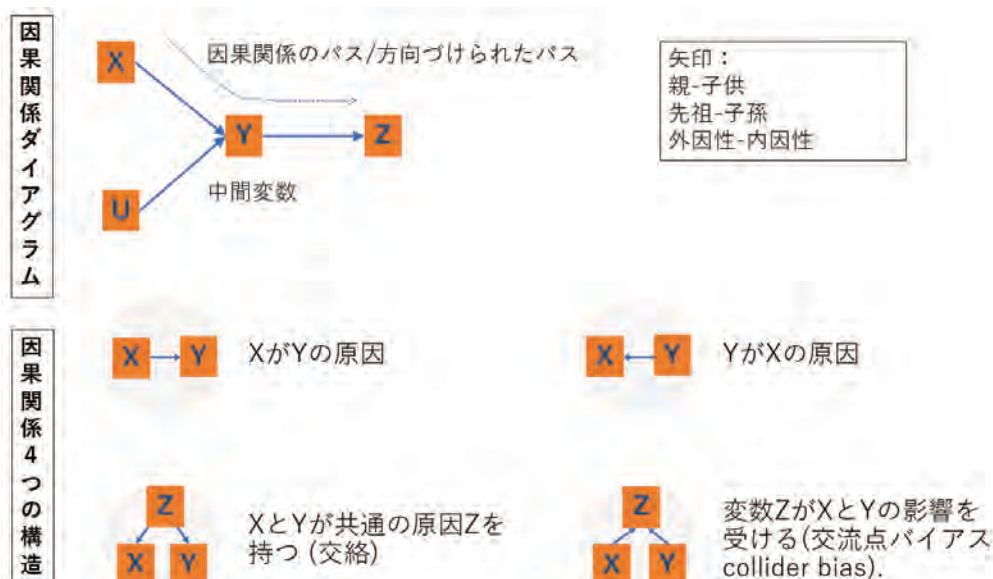 因果関係ダイアグラム
X
因果関係のパス/方向づけられたパス
矢印：
親-子供
先祖-子孫
外因性-内因性
Y
Z
中間変数
U
因果関係4つの構造
X
Y
XがYの原因
X
Y
YがXの原因
Z
X
Y
XとYが共通の原因Zを
持つ (交絡)
Z
X
Y
変数ZがXとYの影響を
受ける(交流点バイアス
collider bias).